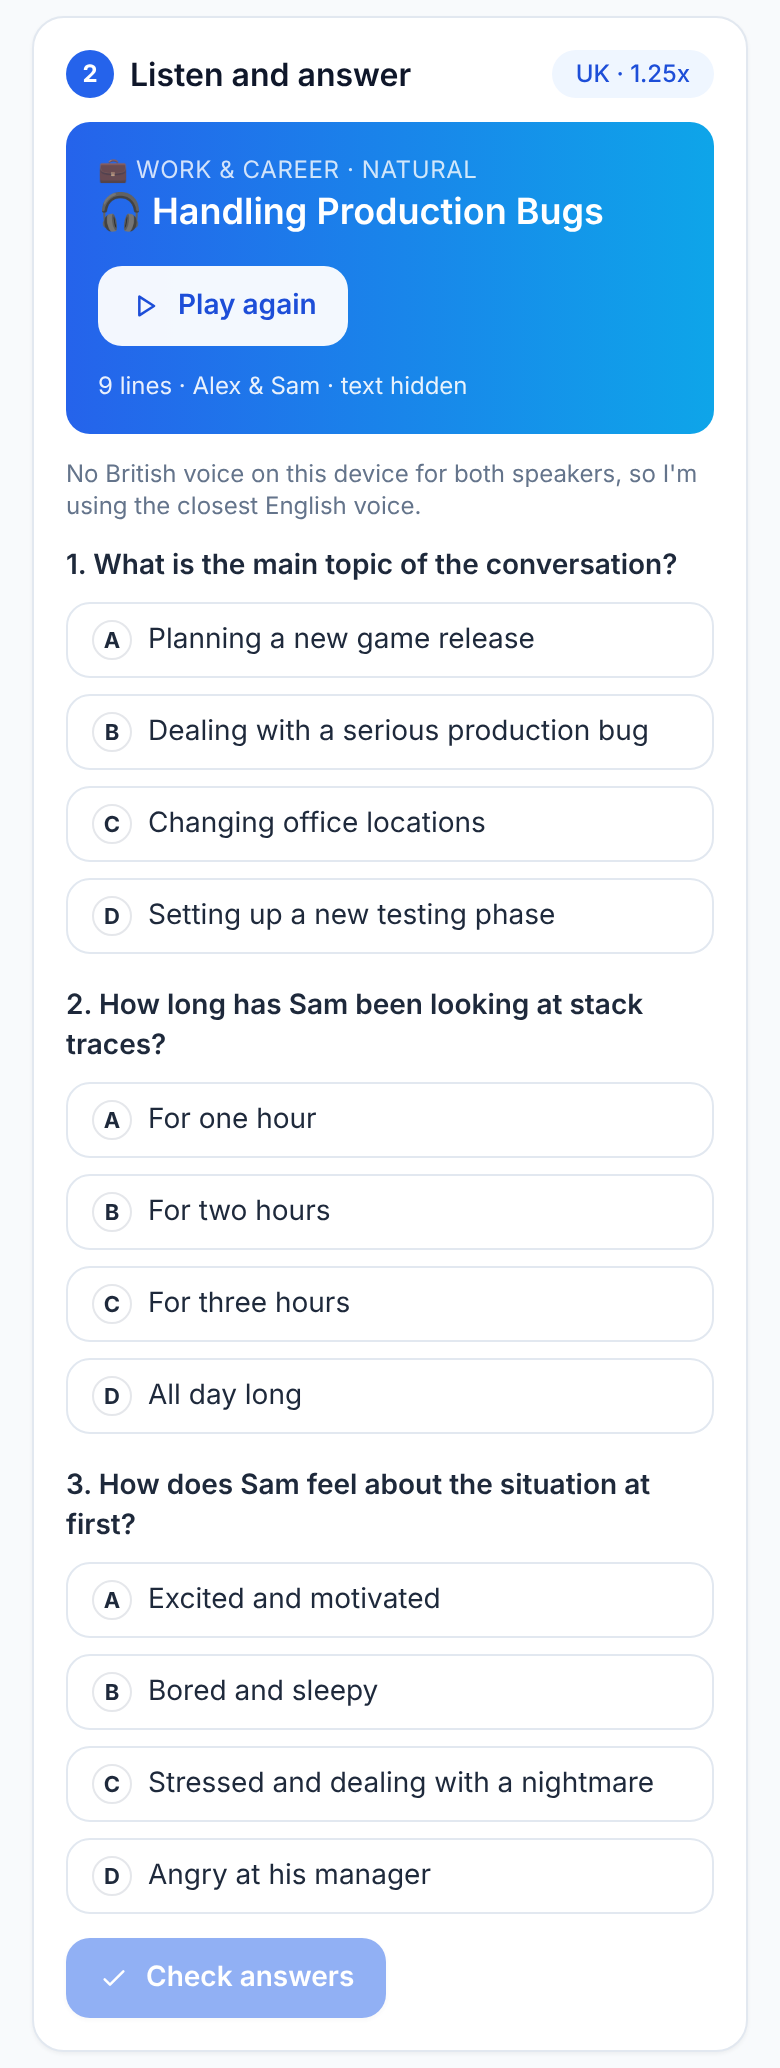 2 Listen and answer UK · 1.25x
💼 WORK & CAREER · NATURAL
🎧 Handling Production Bugs
Play again
9 lines · Alex & Sam · text hidden
No British voice on this device for both speakers, so I'm
using the closest English voice.
1. What is the main topic of the conversation?
A Planning a new game release
B Dealing with a serious production bug
C Changing office locations
D Setting up a new testing phase
2. How long has Sam been looking at stack
traces?
A For one hour
B For two hours
C For three hours
D All day long
3. How does Sam feel about the situation at
first?
A Excited and motivated
B Bored and sleepy
C Stressed and dealing with a nightmare
D Angry at his manager
Check answers